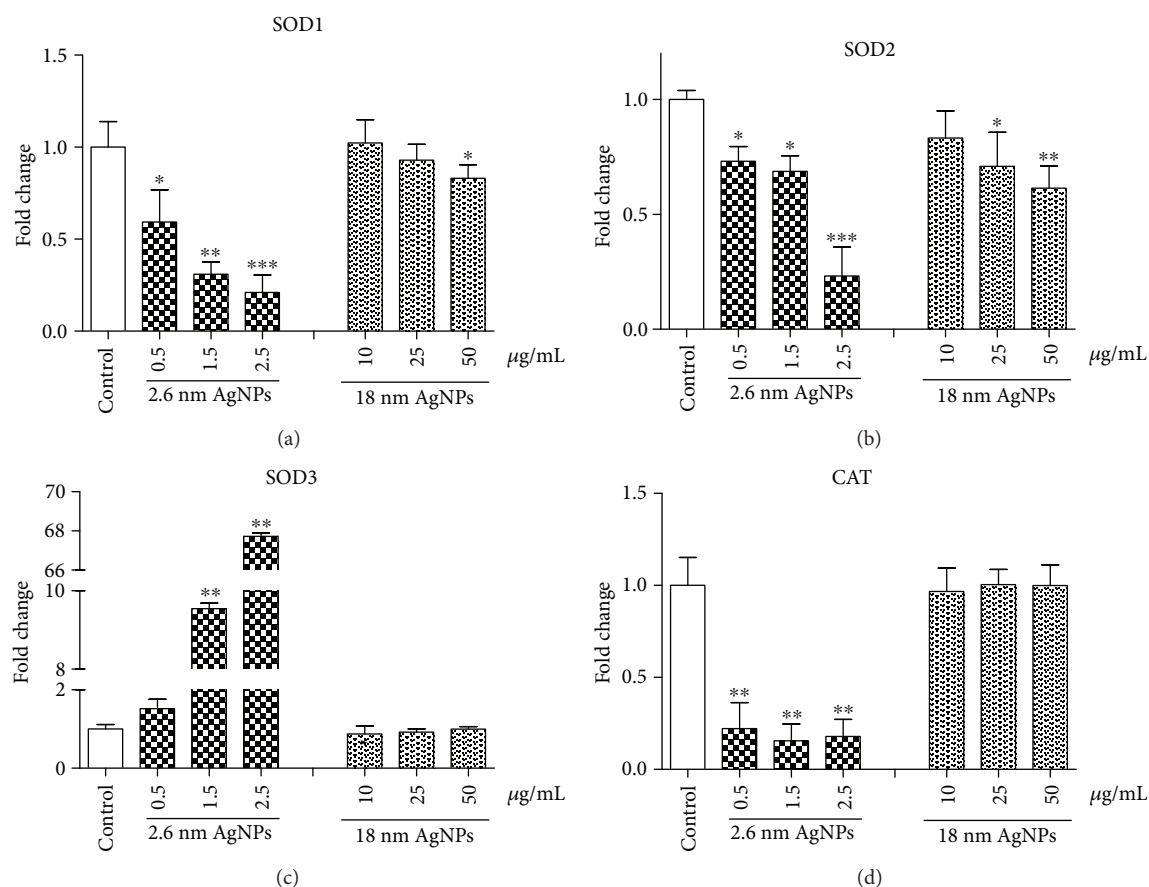 SOD1
1.5
1.0
0.5
0.0
Fold change
*
**
***
*
Control
0.5
1.5
2.5
10
25
50
μg/mL
2.6 nm AgNPs
18 nm AgNPs
(a)
SOD2
1.0
0.5
0.0
Fold change
*
*
***
*
**
Control
0.5
1.5
2.5
10
25
50
μg/mL
2.6 nm AgNPs
18 nm AgNPs
(b)
SOD3
70
68
66
10
8
2
0
Fold change
**
**
Control
0.5
1.5
2.5
10
25
50
μg/mL
2.6 nm AgNPs
18 nm AgNPs
(c)
CAT
1.5
1.0
0.5
0.0
Fold change
**
**
**
Control
0.5
1.5
2.5
10
25
50
μg/mL
2.6 nm AgNPs
18 nm AgNPs
(d)